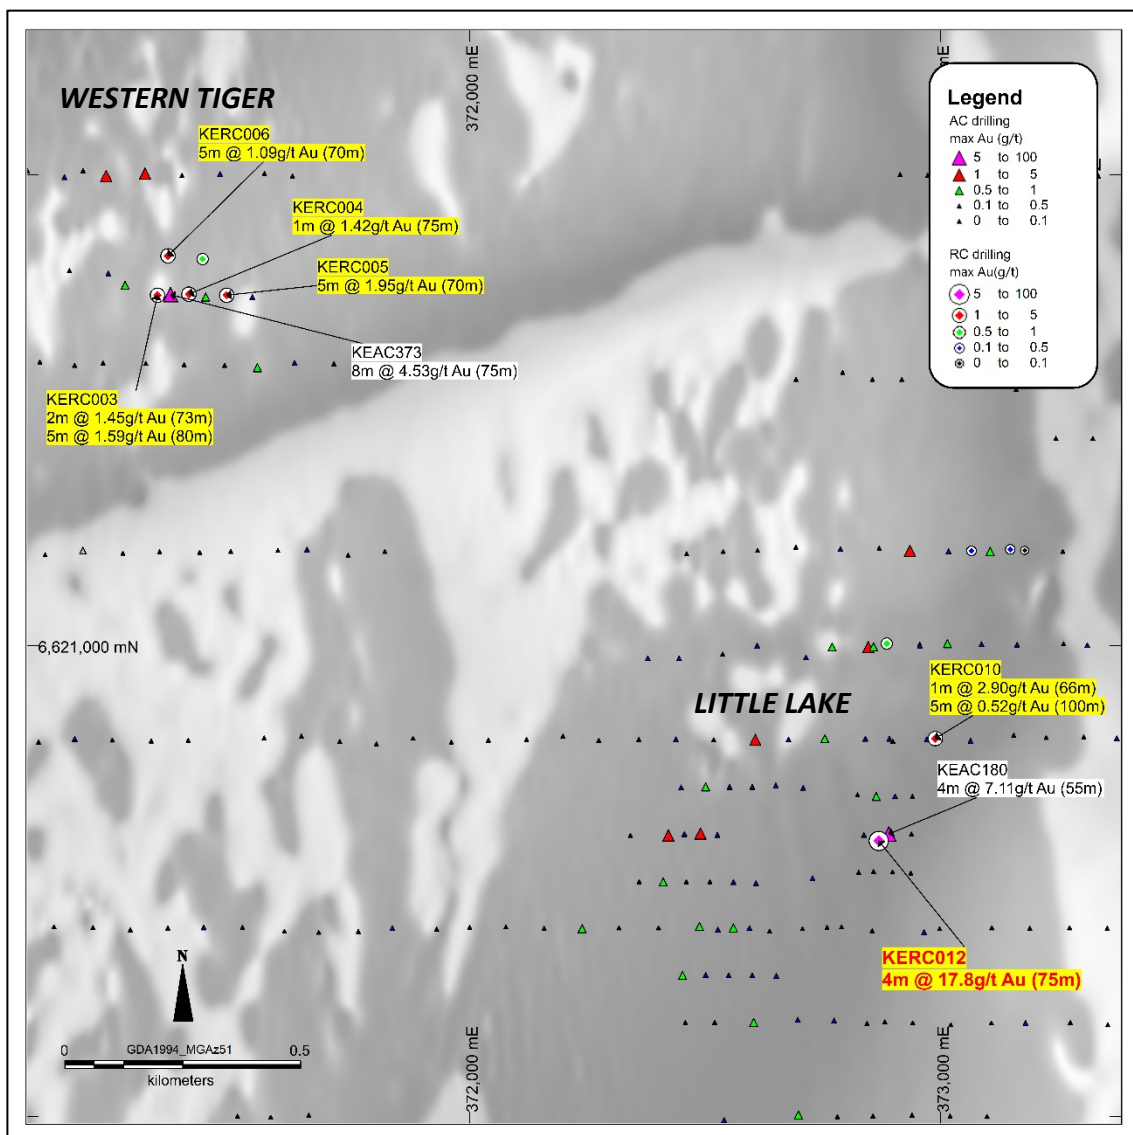 372,000 mE
mE
WESTERN TIGER
KERC006
5m @ 1.09g/t Au (70m)
KERC004
1m @ 1.42g/t Au (75m)
KERC005
5m @ 1.95g/t Au (70m)
KEAC373
8m @ 4.53g/t Au (75m)
KERC003
2m @ 1.45g/t Au (73m)
5m @ 1.59g/t Au (80m)
Legend
AC drilling
max Au (g/t)
5 to 100
1 to 5
0.5 to 1
0.1 to 0.5
0 to 0.1
RC drilling
max Au(g/t)
5 to 100
1 to 5
0.5 to 1
0.1 to 0.5
0 to 0.1
6,621,000 mN
LITTLE LAKE
KERC010
1m @ 2.90g/t Au (66m)
5m @ 0.52g/t Au (100m)
KEAC180
4m @ 7.11g/t Au (55m)
KERC012
4m @ 17.8g/t Au (75m)
N
0 GDA1994_MGAz51 0.5
kilometers
372,000 mE
373,000 mE